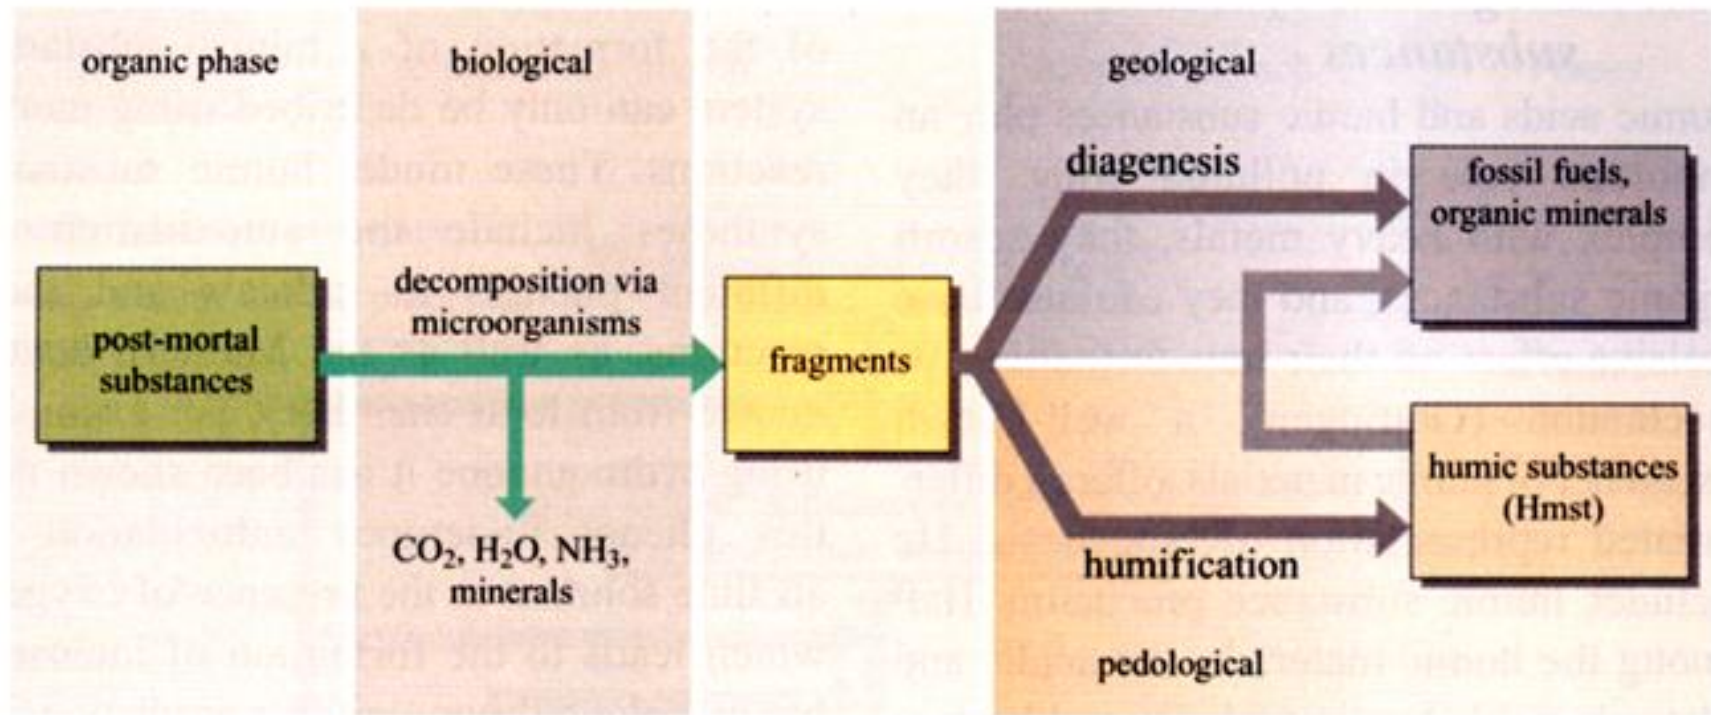 organic phase
biological
geological
diagenesis
fossil fuels,
organic minerals
decomposition via
microorganisms
post-mortal
substances
fragments
CO₂, H₂O, NH₃,
minerals
humic substances
(Hmst)
humification
pedological